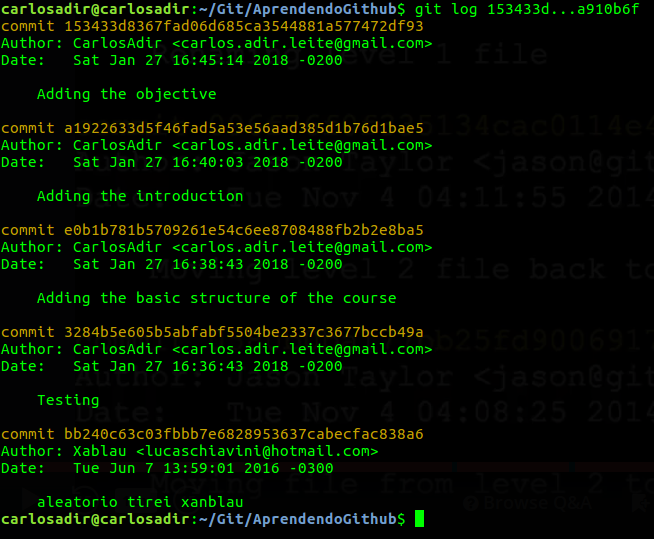 carlosadir@carlosadir:~/Git/AprendendoGithub$ git log 153433d...a910b6f
commit 153433d8367fad06d685ca3544881a577472df93
Author: CarlosAdir <carlos.adir.leite@gmail.com>
Date:   Sat Jan 27 16:45:14 2018 -0200
Adding the objective
commit a1922633d5f46fad5a53e56aad385d1b76d1bae5
Author: CarlosAdir <carlos.adir.leite@gmail.com>
Date:   Sat Jan 27 16:40:03 2018 -0200
Adding the introduction
commit e0b1b781b5709261e54c6ee8708488fb2b2e8ba5
Author: CarlosAdir <carlos.adir.leite@gmail.com>
Date:   Sat Jan 27 16:38:43 2018 -0200
Adding the basic structure of the course
commit 3284b5e605b5abfabf5504be2337c3677bccb49a
Author: CarlosAdir <carlos.adir.leite@gmail.com>
Date:   Sat Jan 27 16:36:43 2018 -0200
Testing
commit bb240c63c03fbbb7e6828953637cabecfac838a6
Author: Xablau <lucaschiavini@hotmail.com>
Date:   Tue Jun 7 13:59:01 2016 -0300
aleatorio tirei xanblau
carlosadir@carlosadir:~/Git/AprendendoGithub$